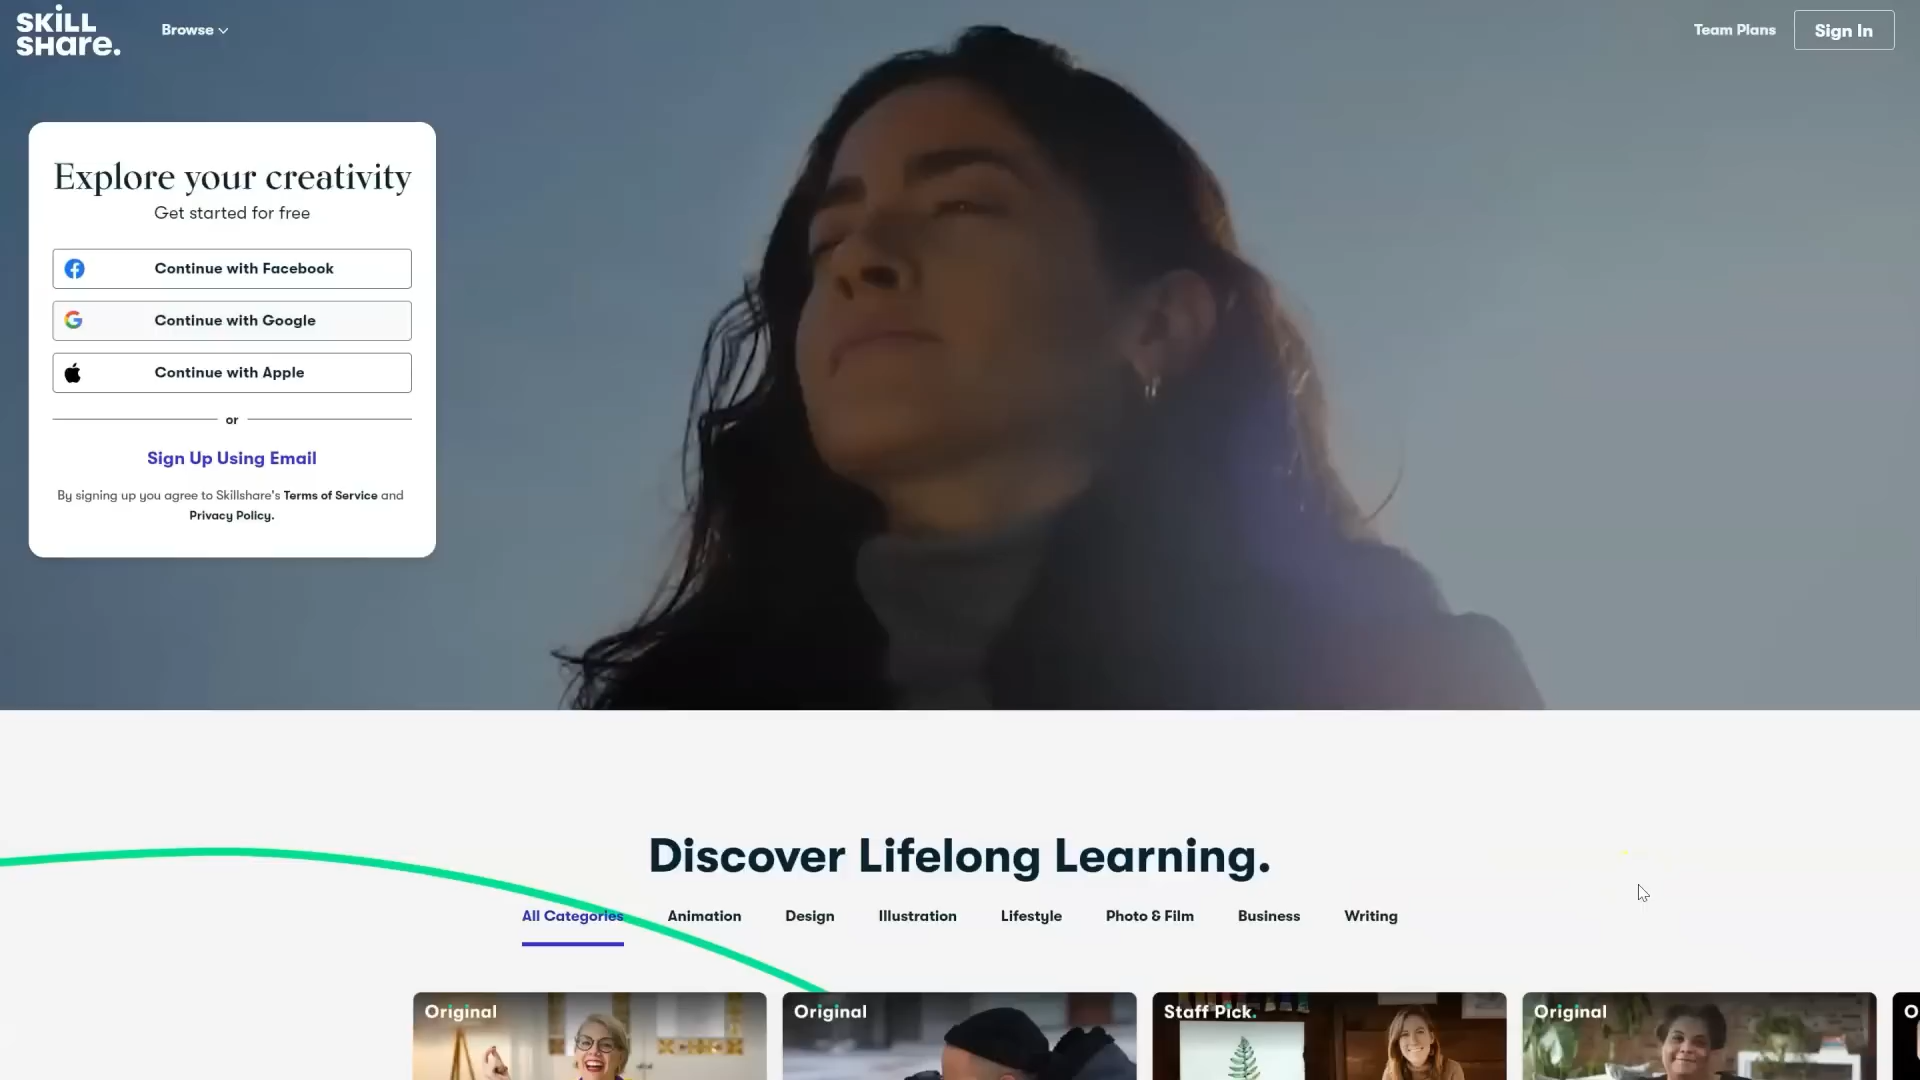 SKILL
SHare.
Browse
Team Plans
Sign In
Explore your creativity
Get started for free
Continue with Facebook
Continue with Google
Continue with Apple
or
Sign Up Using Email
By signing up you agree to Skillshare's Terms of Service and
Privacy Policy.
Discover Lifelong Learning.
All Categories
Animation
Design
Illustration
Lifestyle
Photo & Film
Business
Writing
Original
Original
Staff Pick.
Original
O